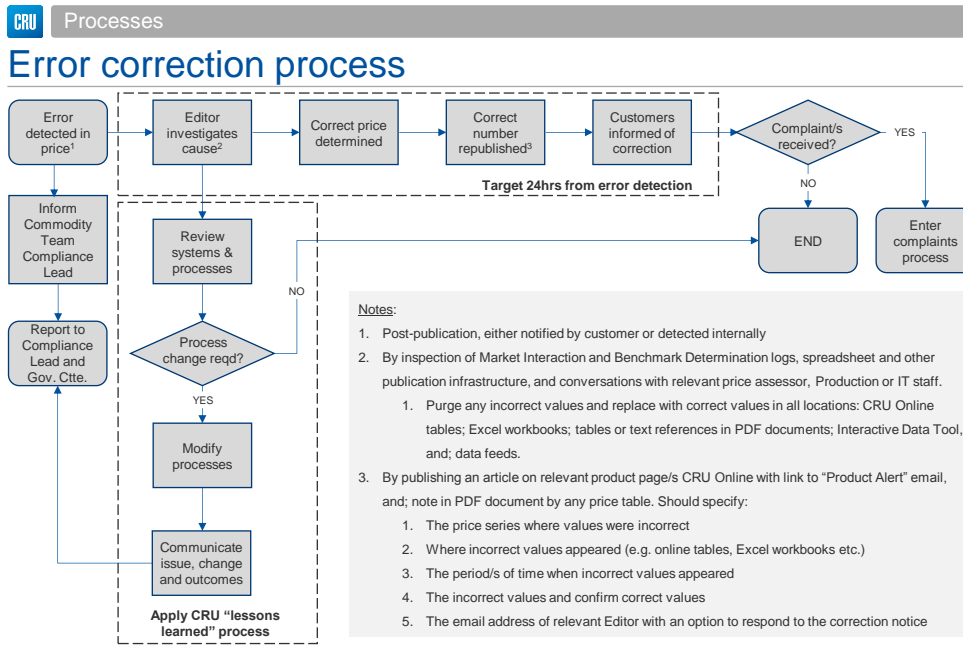 CRU
Processes
Error correction process
Error
detected in
price1
Editor
investigates
cause2
Correct price
determined
Correct
number
republished3
Customers
informed of
correction
Target 24hrs from error detection
Complaint/s
received?
YES
NO
END
Enter
complaints
process
Inform
Commodity
Team
Compliance
Lead
Report to
Compliance
Lead and
Gov. Ctte.
Review
systems &
processes
NO
Process
change reqd?
YES
Modify
processes
Communicate
issue, change
and outcomes
Apply CRU “lessons
learned” process
Notes:
1. Post-publication, either notified by customer or detected internally
2. By inspection of Market Interaction and Benchmark Determination logs, spreadsheet and other
publication infrastructure, and conversations with relevant price assessor, Production or IT staff.
1. Purge any incorrect values and replace with correct values in all locations: CRU Online
tables; Excel workbooks; tables or text references in PDF documents; Interactive Data Tool,
and; data feeds.
3. By publishing an article on relevant product page/s CRU Online with link to “Product Alert” email,
and; note in PDF document by any price table. Should specify:
1. The price series where values were incorrect
2. Where incorrect values appeared (e.g. online tables, Excel workbooks etc.)
3. The period/s of time when incorrect values appeared
4. The incorrect values and confirm correct values
5. The email address of relevant Editor with an option to respond to the correction notice